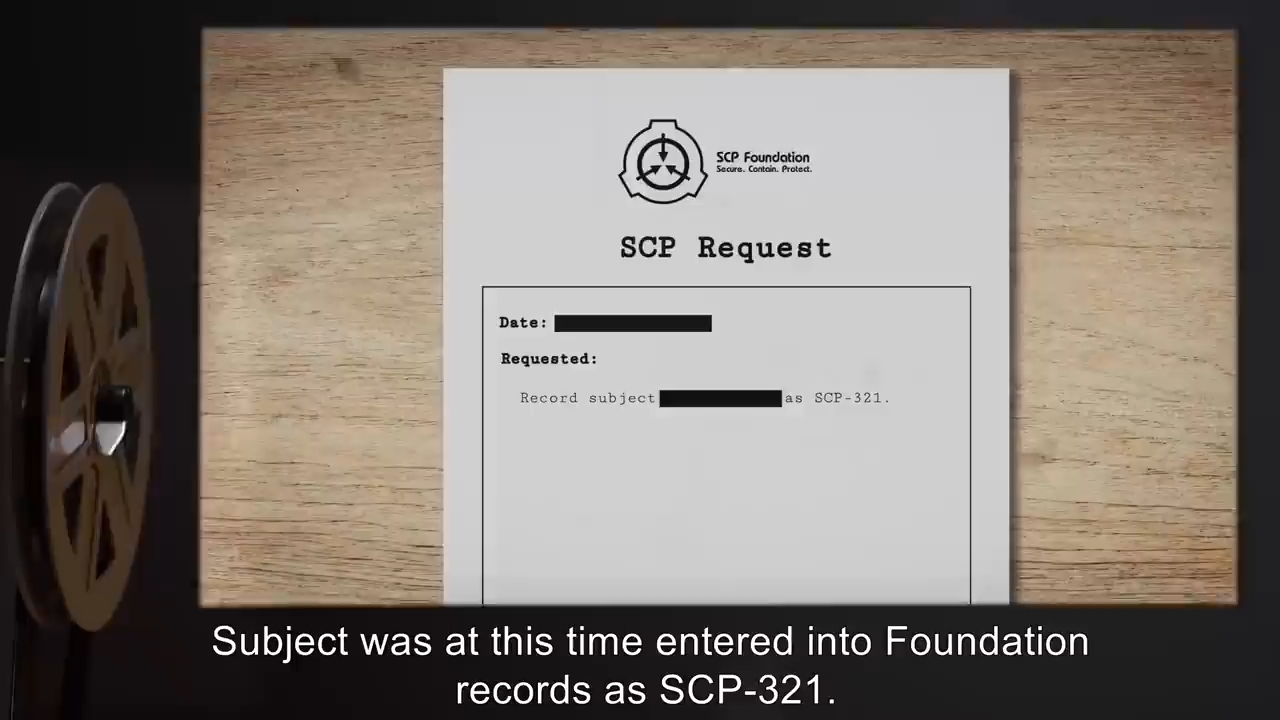 SCP Foundation
Secure. Contain. Protect.
SCP Request
Date:
Requested:
Record subject as SCP-321.
Subject was at this time entered into Foundation
records as SCP-321.